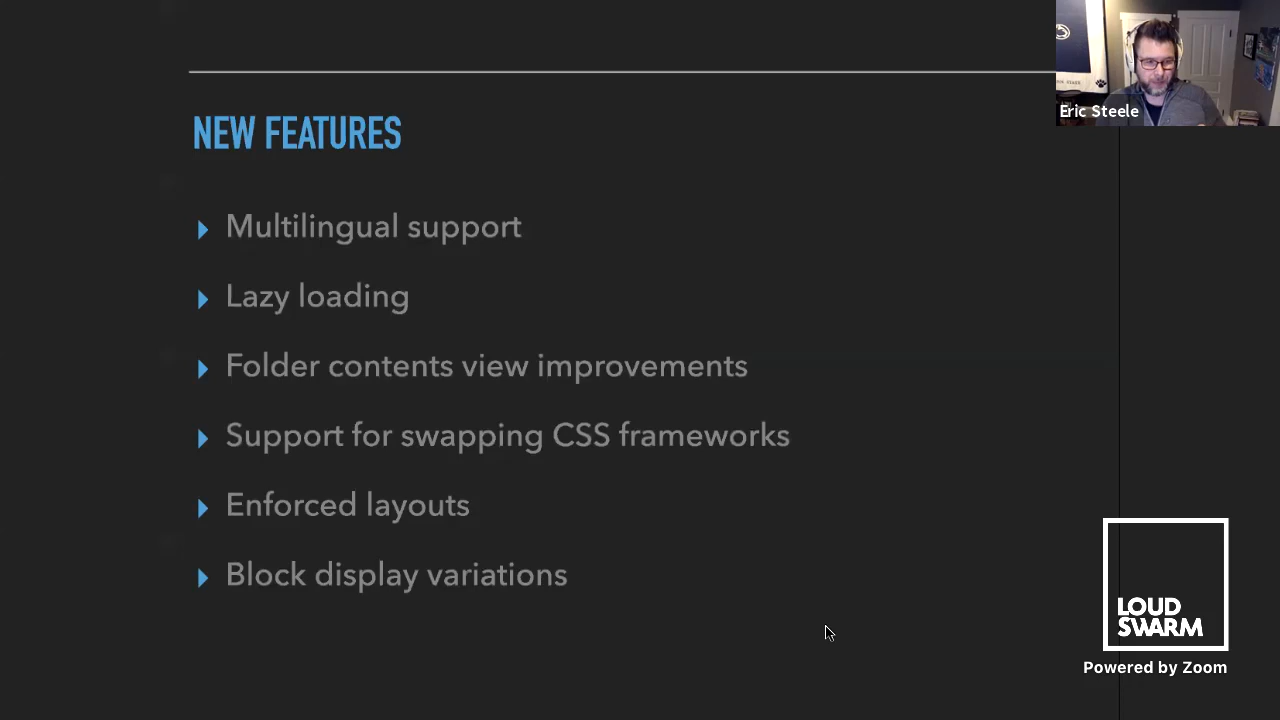 NEW FEATURES
Multilingual support
Lazy loading
Folder contents view improvements
Support for swapping CSS frameworks
Enforced layouts
Block display variations
Eric Steele
LOUD
SWARM
Powered by Zoom